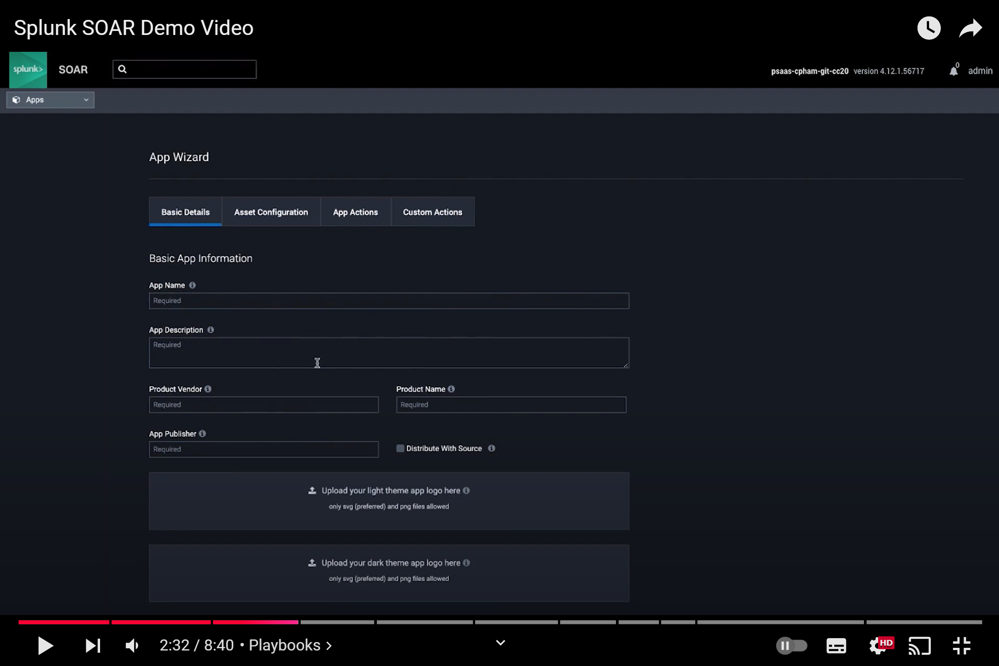 Splunk SOAR Demo Video
splunk> SOAR
psaas-cpham-git-cc20 version 4.12.1.56717 0 admin
Apps
App Wizard
Basic Details Asset Configuration App Actions Custom Actions
Basic App Information
App Name
Required
App Description
Required
Product Vendor Product Name
Required Required
App Publisher
Required Distribute With Source
Upload your light theme app logo here
only svg (preferred) and png files allowed
Upload your dark theme app logo here
only svg (preferred) and png files allowed
2:32 / 8:40 • Playbooks > HD